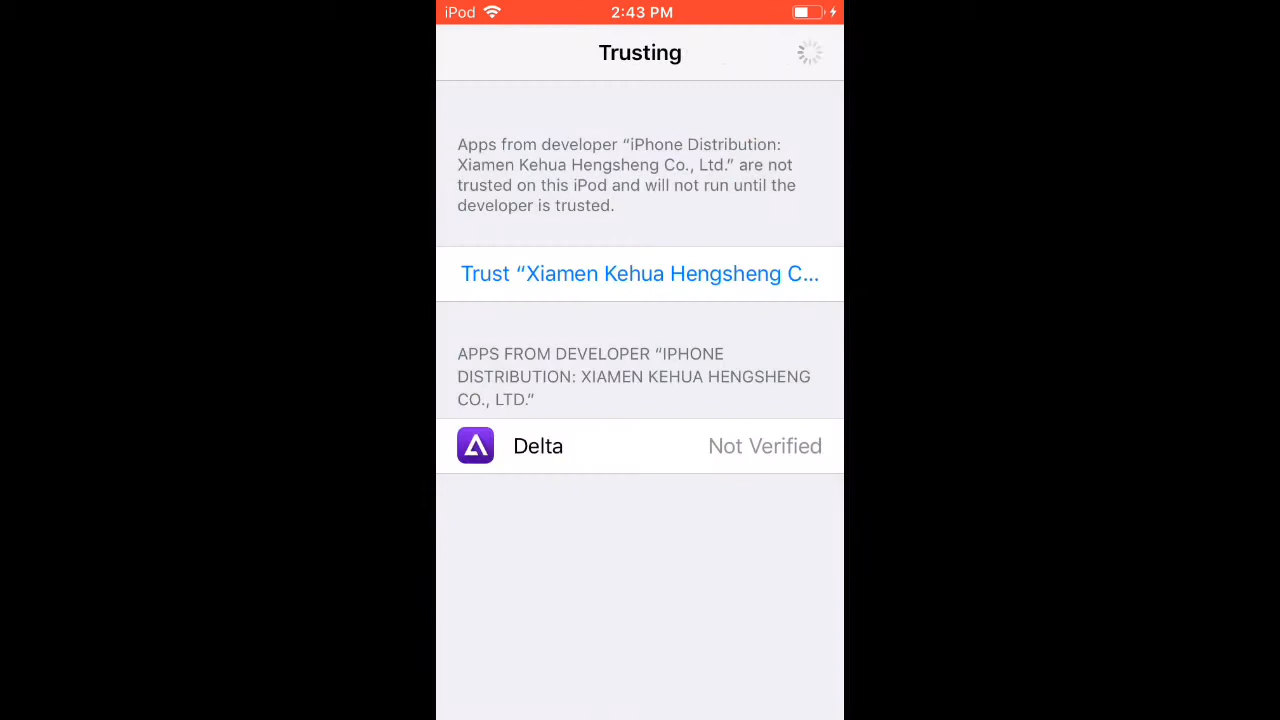 iPod 2:43 PM
Trusting
Apps from developer “iPhone Distribution:
Xiamen Kehua Hengsheng Co., Ltd.” are not
trusted on this iPod and will not run until the
developer is trusted.
Trust “Xiamen Kehua Hengsheng C...
APPS FROM DEVELOPER “IPHONE
DISTRIBUTION: XIAMEN KEHUA HENGSHENG
CO., LTD.”
Delta Not Verified